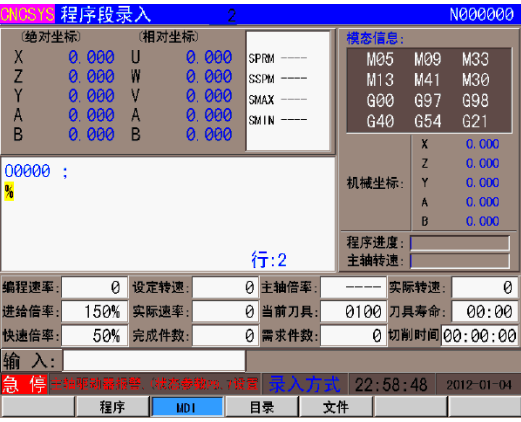 CNCSYS 程序段录入 2 N000000
(绝对坐标) (相对坐标) 模态信息:
X 0.000 U 0.000 SPRM ---- M05 M09 M33
Z 0.000 W 0.000 SSPM ---- M13 M41 M30
Y 0.000 V 0.000 SMAX ---- G00 G97 G98
A 0.000 A 0.000 SMIN ---- G40 G54 G21
B 0.000 B 0.000
O0000 ;
%
行:2
机械坐标:
X 0.000
Z 0.000
Y 0.000
A 0.000
B 0.000
程序进度:
主轴转速:
编程速率: 0 设定转速: 0 主轴倍率: ---- 实际转速: 0
进给倍率: 150% 实际速率: 0 当前刀具: 0100 刀具寿命: 00:00
快速倍率: 50% 完成件数: 0 需求件数: 0 切削时间 00:00:00
输 入:
急 停 录入方式 22:58:48 2012-01-04
程序 MDI 目录 文件